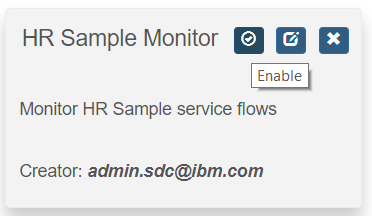 HR Sample Monitor
Enable
Monitor HR Sample service flows
Creator: admin.sdc@ibm.com